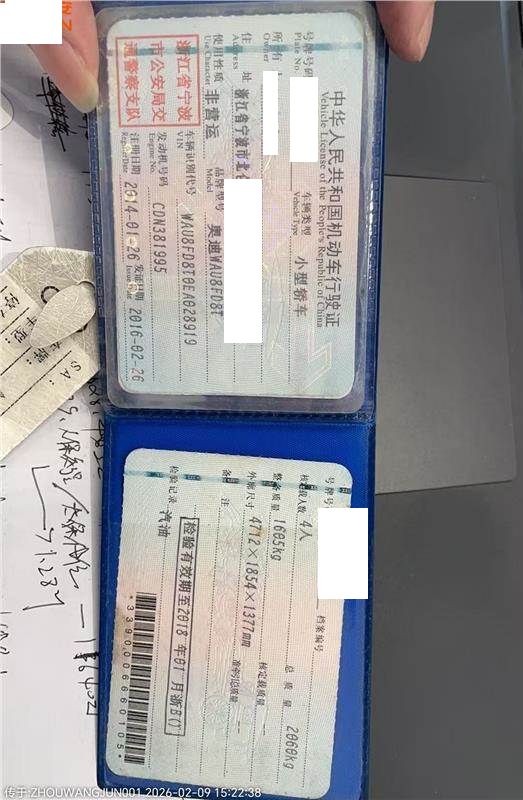 中华人民共和国机动车行驶证
Vehicle License of the People's Republic of China
号牌号码
Plate No.
车辆类型
Vehicle Type
小型轿车
所有人
Owner
住址
Address
浙江省宁波市北
使用性质
Use Character
非营运
品牌型号
Model
奥迪WAU8FD8T
浙江省宁波
市公安局交
通警察支队
车辆识别代号
VIN
WAU8FD8T0EA028919
发动机号码
Engine No.
CDN381995
注册日期
Register Date
2014-01-26
发证日期
Issue Date
2016-02-26
号牌号码
档案编号
核定载人数 4人
总质量 2060kg
整备质量 1605kg
核定载质量 --
外廓尺寸 4712×1854×1377mm
准牵引总质量 --
备注
检验有效期至2018年01月浙B(1)
检验记录
汽油
*3390006660105*
传于:ZHOUWANGJUN001 2026-02-09 15:22:38